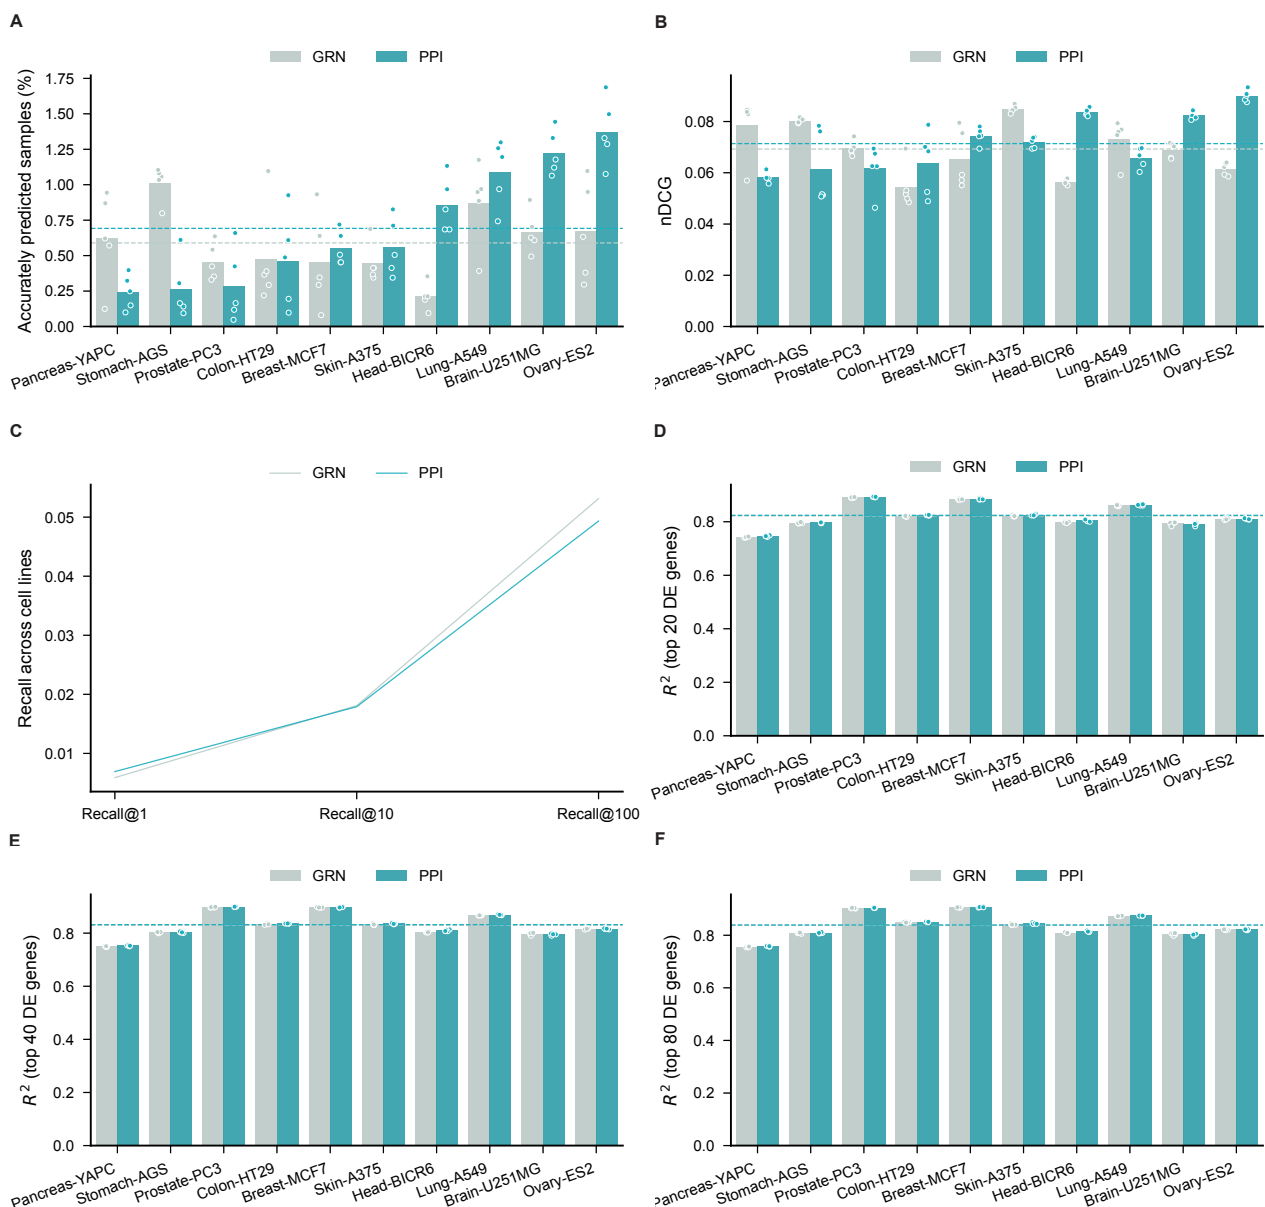 A
GRN PPI
Accurately predicted samples (%)
1.75
1.50
1.25
1.00
0.75
0.50
0.25
0.00
Pancreas-YAPC
Stomach-AGS
Prostate-PC3
Colon-HT29
Breast-MCF7
Skin-A375
Head-BICR6
Lung-A549
Brain-U251MG
Ovary-ES2
B
GRN PPI
nDCG
0.08
0.06
0.04
0.02
0.00
Pancreas-YAPC
Stomach-AGS
Prostate-PC3
Colon-HT29
Breast-MCF7
Skin-A375
Head-BICR6
Lung-A549
Brain-U251MG
Ovary-ES2
C
GRN PPI
Recall across cell lines
0.05
0.04
0.03
0.02
0.01
Recall@1 Recall@10 Recall@100
D
GRN PPI
R² (top 20 DE genes)
0.8
0.6
0.4
0.2
0.0
Pancreas-YAPC
Stomach-AGS
Prostate-PC3
Colon-HT29
Breast-MCF7
Skin-A375
Head-BICR6
Lung-A549
Brain-U251MG
Ovary-ES2
E
GRN PPI
R² (top 40 DE genes)
0.8
0.6
0.4
0.2
0.0
Pancreas-YAPC
Stomach-AGS
Prostate-PC3
Colon-HT29
Breast-MCF7
Skin-A375
Head-BICR6
Lung-A549
Brain-U251MG
Ovary-ES2
F
GRN PPI
R² (top 80 DE genes)
0.8
0.6
0.4
0.2
0.0
Pancreas-YAPC
Stomach-AGS
Prostate-PC3
Colon-HT29
Breast-MCF7
Skin-A375
Head-BICR6
Lung-A549
Brain-U251MG
Ovary-ES2